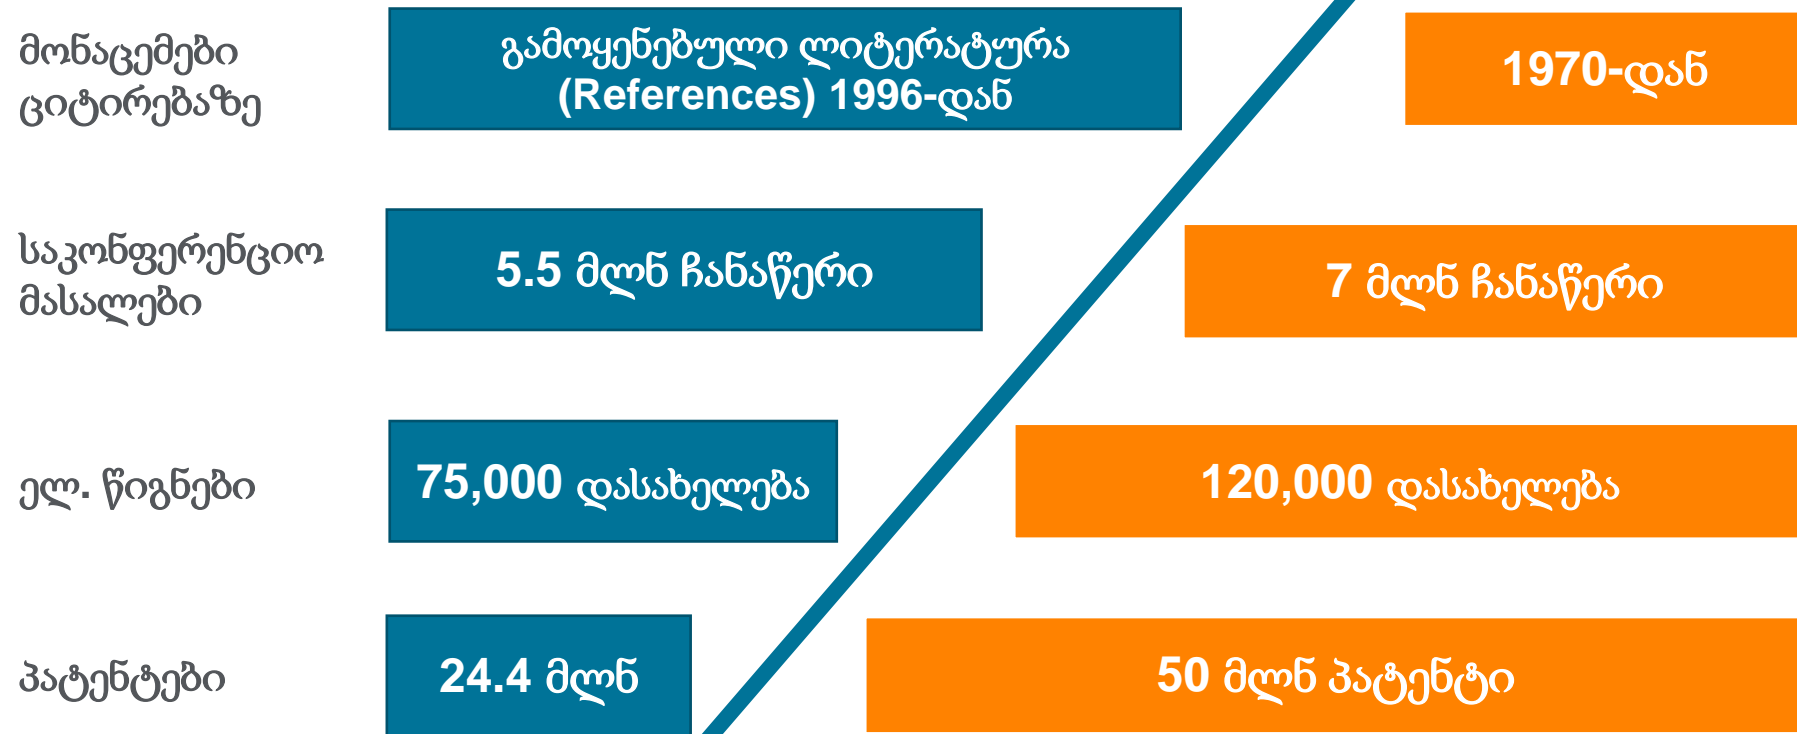 მონაცემები
ციტირებაზე
გამოყენებული ლიტერატურა
(References) 1996-დან
1970-დან
საკონფერენციო
მასალები
5.5 მლნ ჩანაწერი
7 მლნ ჩანაწერი
ელ. წიგნები
75,000 დასახელება
120,000 დასახელება
პატენტები
24.4 მლნ
50 მლნ პატენტი